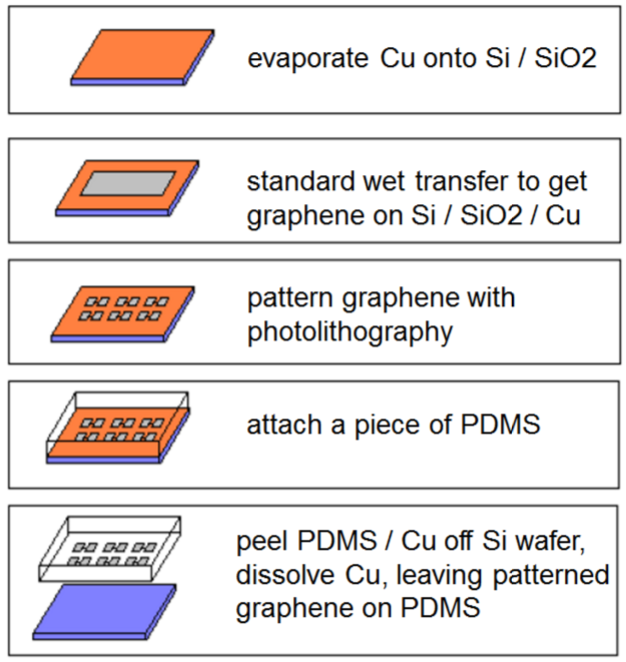 evaporate Cu onto Si / SiO2
standard wet transfer to get
graphene on Si / SiO2 / Cu
pattern graphene with
photolithography
attach a piece of PDMS
peel PDMS / Cu off Si wafer,
dissolve Cu, leaving patterned
graphene on PDMS